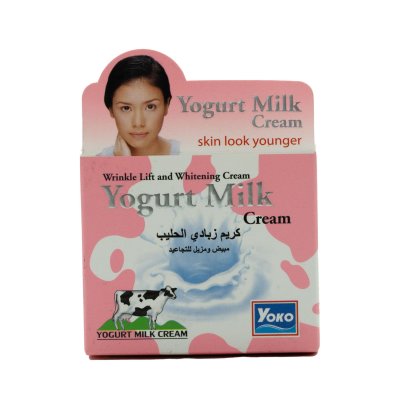 Yogurt Milk
Cream
skin look younger
Wrinkle Lift and Whitening Cream
Yogurt Milk
Cream
كريم زبادي الحليب
مبيض ومزيل للتجاعيد
YOGURT MILK CREAM
YOKO